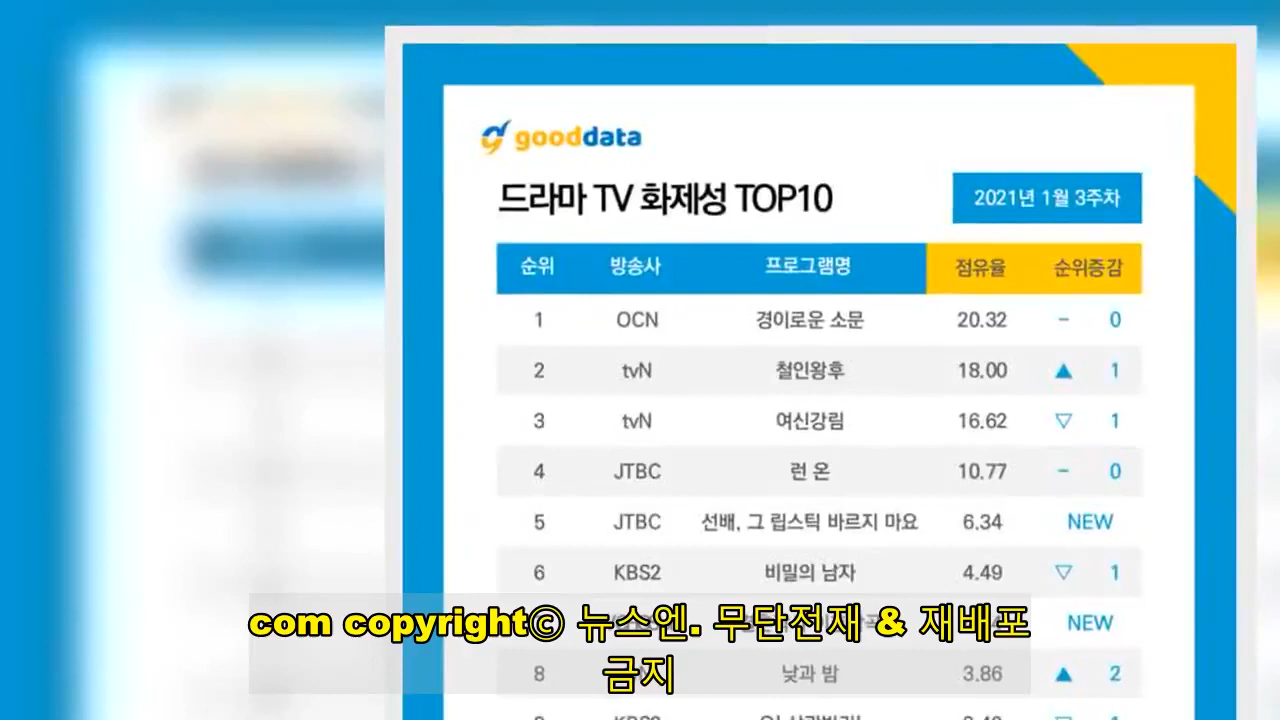 gooddata
드라마 TV 화제성 TOP10
2021년 1월 3주차
순위 방송사 프로그램명 점유율 순위증감
1 OCN 경이로운 소문 20.32 - 0
2 tvN 철인왕후 18.00 ▲ 1
3 tvN 여신강림 16.62 ▽ 1
4 JTBC 런 온 10.77 - 0
5 JTBC 선배, 그 립스틱 바르지 마요 6.34 NEW
6 KBS2 비밀의 남자 4.49 ▽ 1
NEW
com copyright© 뉴스엔. 무단전재 & 재배포
금지
8 낮과 밤 3.86 ▲ 2